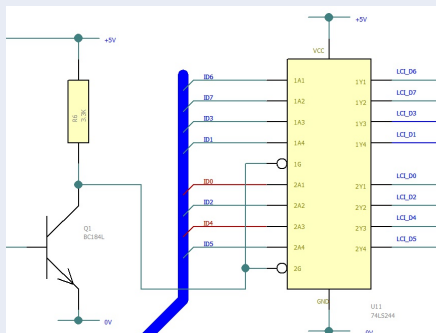 +5V
+5V
VCC
R6
3.3K
ID6
ID7
ID3
ID1
ID0
ID2
ID4
ID5
1A1
1A2
1A3
1A4
1G
2A1
2A2
2A3
2A4
2G
1Y1
1Y2
1Y3
1Y4
2Y1
2Y2
2Y3
2Y4
LCI_D6
LCI_D7
LCI_D3
LCI_D1
LCI_D0
LCI_D2
LCI_D4
LCI_D5
Q1
BC184L
GND
U11
74LS244
0V
0V